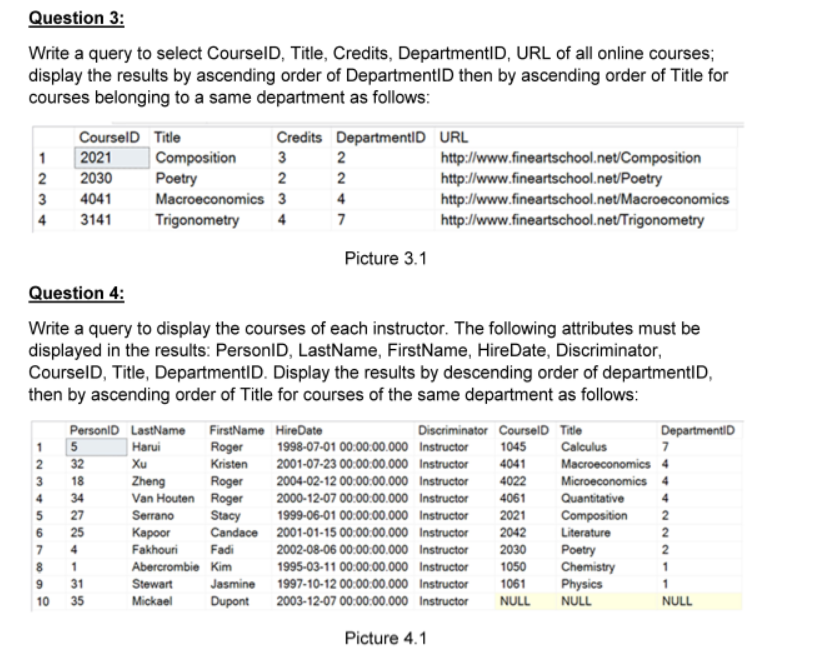 Question 3:
Write a query to select CourseID, Title, Credits, DepartmentID, URL of all online courses;
display the results by ascending order of DepartmentID then by ascending order of Title for
courses belonging to a same department as follows:
CourseID Title Credits DepartmentID URL
1 2021 Composition 3 2 http://www.fineartschool.net/Composition
2 2030 Poetry 2 2 http://www.fineartschool.net/Poetry
3 4041 Macroeconomics 3 4 http://www.fineartschool.net/Macroeconomics
4 3141 Trigonometry 4 7 http://www.fineartschool.net/Trigonometry
Picture 3.1
Question 4:
Write a query to display the courses of each instructor. The following attributes must be
displayed in the results: PersonID, LastName, FirstName, HireDate, Discriminator,
CourseID, Title, DepartmentID. Display the results by descending order of departmentID,
then by ascending order of Title for courses of the same department as follows:
PersonID LastName FirstName HireDate Discriminator CourseID Title DepartmentID
1 5 Harui Roger 1998-07-01 00:00:00.000 Instructor 1045 Calculus 7
2 32 Xu Kristen 2001-07-23 00:00:00.000 Instructor 4041 Macroeconomics 4
3 18 Zheng Roger 2004-02-12 00:00:00.000 Instructor 4022 Microeconomics 4
4 34 Van Houten Roger 2000-12-07 00:00:00.000 Instructor 4061 Quantitative 4
5 27 Serrano Stacy 1999-06-01 00:00:00.000 Instructor 2021 Composition 2
6 25 Kapoor Candace 2001-01-15 00:00:00.000 Instructor 2042 Literature 2
7 4 Fakhouri Fadi 2002-08-06 00:00:00.000 Instructor 2030 Poetry 2
8 1 Abercrombie Kim 1995-03-11 00:00:00.000 Instructor 1050 Chemistry 1
9 31 Stewart Jasmine 1997-10-12 00:00:00.000 Instructor 1061 Physics 1
10 35 Mickael Dupont 2003-12-07 00:00:00.000 Instructor NULL NULL NULL
Picture 4.1